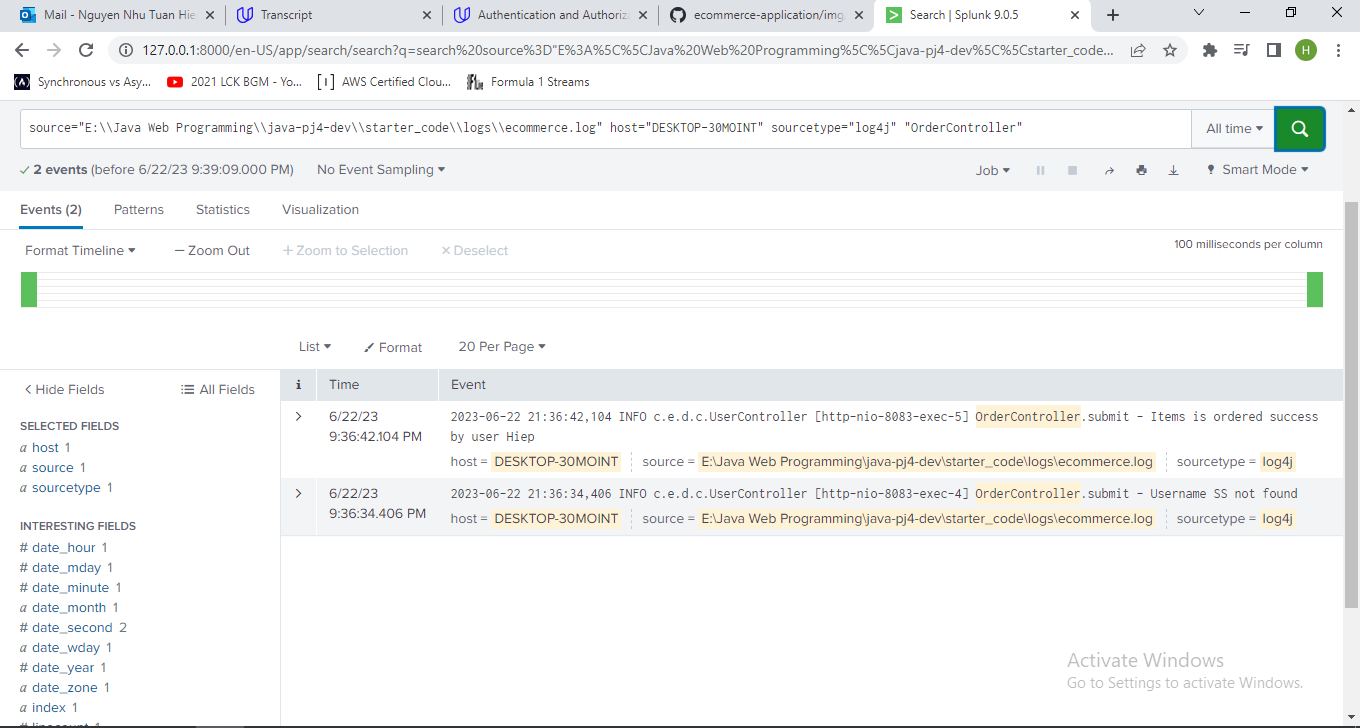 Mail - Nguyen Nhu Tuan Hie
Transcript
Authentication and Authoriz
ecommerce-application/img
Search | Splunk 9.0.5
127.0.0.1:8000/en-US/app/search/search?q=search%20source%3D"E%3A%5C%5CJava%20Web%20Programming%5C%5Cjava-pj4-dev%5C%5Cstarter_code...
H
Synchronous vs Asy...
2021 LCK BGM - Yo...
AWS Certified Clou...
Formula 1 Streams
source="E:\\Java Web Programming\\java-pj4-dev\\starter_code\\logs\\ecommerce.log" host="DESKTOP-30MOINT" sourcetype="log4j" "OrderController"
All time
2 events (before 6/22/23 9:39:09.000 PM)
No Event Sampling
Job
Smart Mode
Events (2)
Patterns
Statistics
Visualization
Format Timeline
— Zoom Out
+ Zoom to Selection
× Deselect
100 milliseconds per column
List
Format
20 Per Page
< Hide Fields
All Fields
i
Time
Event
SELECTED FIELDS
a host 1
a source 1
a sourcetype 1
INTERESTING FIELDS
# date_hour 1
# date_mday 1
# date_minute 1
a date_month 1
# date_second 2
a date_wday 1
# date_year 1
a date_zone 1
a index 1
# linecount 1
6/22/23
9:36:42.104 PM
2023-06-22 21:36:42,104 INFO c.e.d.c.UserController [http-nio-8083-exec-5] OrderController.submit - Items is ordered success
by user Hiep
host = DESKTOP-30MOINT
source = E:\Java Web Programming\java-pj4-dev\starter_code\logs\ecommerce.log
sourcetype = log4j
6/22/23
9:36:34.406 PM
2023-06-22 21:36:34,406 INFO c.e.d.c.UserController [http-nio-8083-exec-4] OrderController.submit - Username SS not found
host = DESKTOP-30MOINT
source = E:\Java Web Programming\java-pj4-dev\starter_code\logs\ecommerce.log
sourcetype = log4j
Activate Windows
Go to Settings to activate Windows.